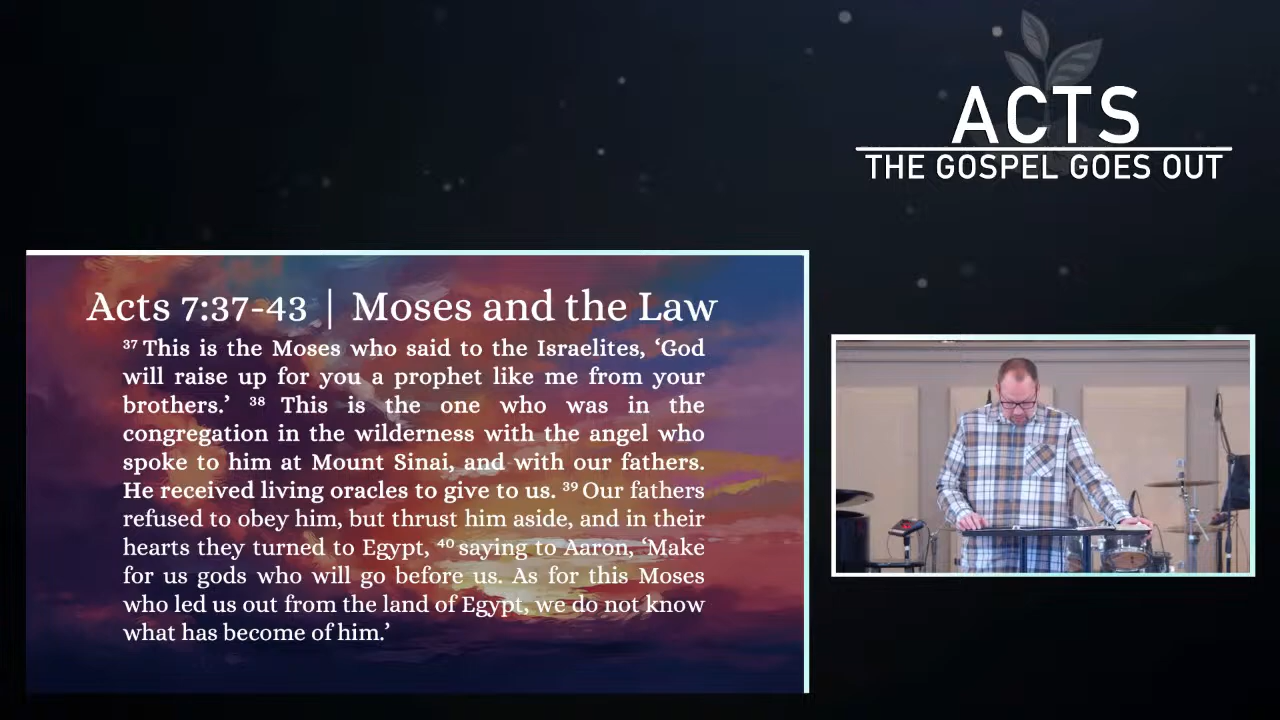 ACTS
THE GOSPEL GOES OUT
Acts 7:37-43 | Moses and the Law
³⁷ This is the Moses who said to the Israelites, ‘God
will raise up for you a prophet like me from your
brothers.’ ³⁸ This is the one who was in the
congregation in the wilderness with the angel who
spoke to him at Mount Sinai, and with our fathers.
He received living oracles to give to us. ³⁹ Our fathers
refused to obey him, but thrust him aside, and in their
hearts they turned to Egypt, ⁴⁰ saying to Aaron, ‘Make
for us gods who will go before us. As for this Moses
who led us out from the land of Egypt, we do not know
what has become of him.’